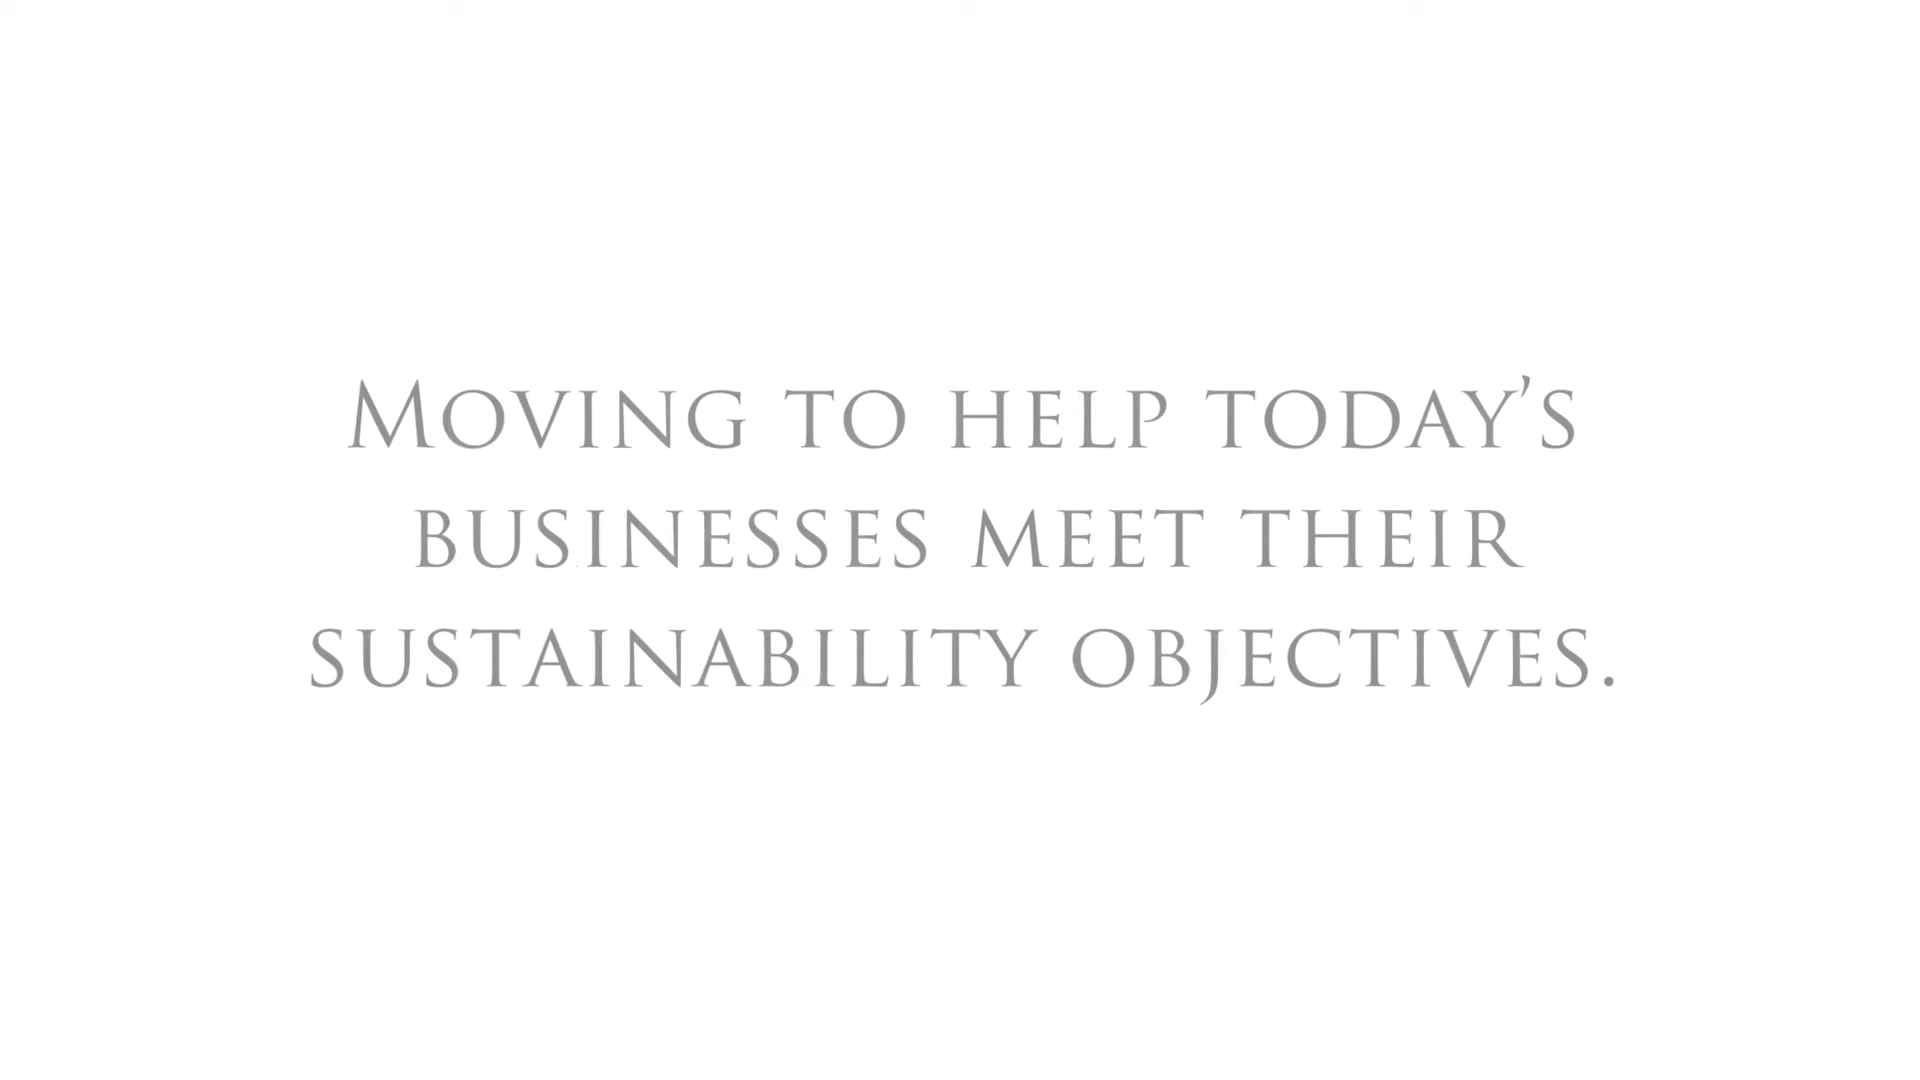 Moving to help today’s
businesses meet their
sustainability objectives.